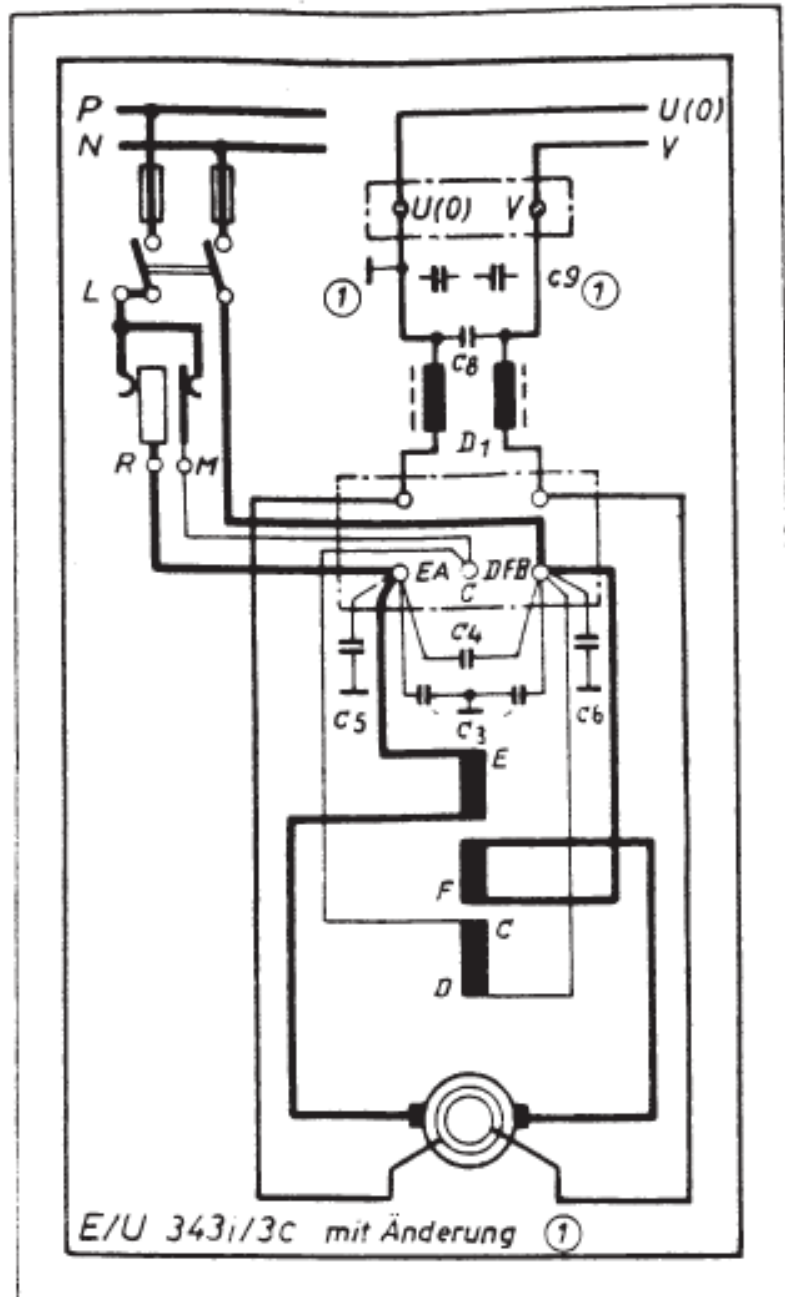 P
U(0)
N
V
U(0) V
L
1
c9 1
C8
D1
R M
EA DFB
C
C4
C5
C3
C6
E
F
C
D
E/U 343i/3c mit Änderung 1